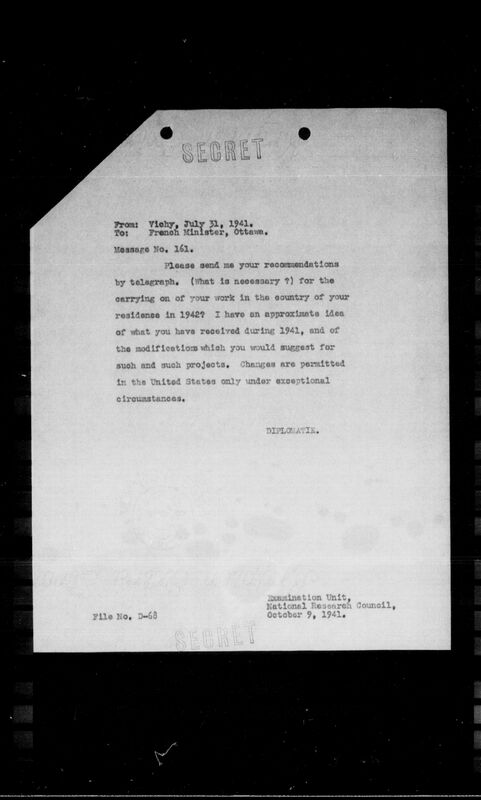 SECRET
From: Vichy, July 31, 1941.
To: French Minister, Ottawa.
Message No. 161.
Please send me your recommendations
by telegraph. (What is necessary ?) for the
carrying on of your work in the country of your
residense in 1942? I have an approximate idea
of what you have received during 1941, and of
the modifications which you would suggest for
such and such projects. Changes are permitted
in the United States only under exceptional
circumstances.
DIPLOMATIE.
Examination Unit,
National Research Council,
File No. D-68 October 9, 1941.
SECRET